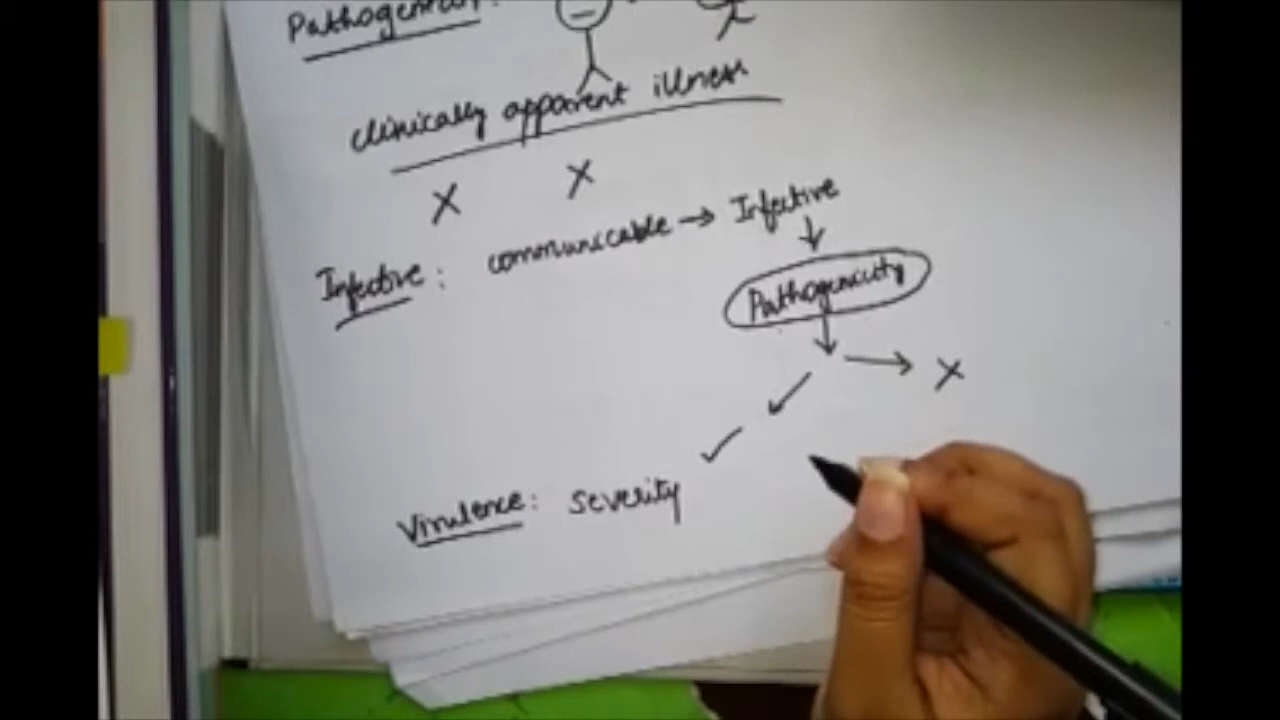 Pathogenicity:
clinically apparent illness
X X
Infective: communicable → Infective
↓
Pathogenicity
↓ → X
✓
✓
Virulence: Severity